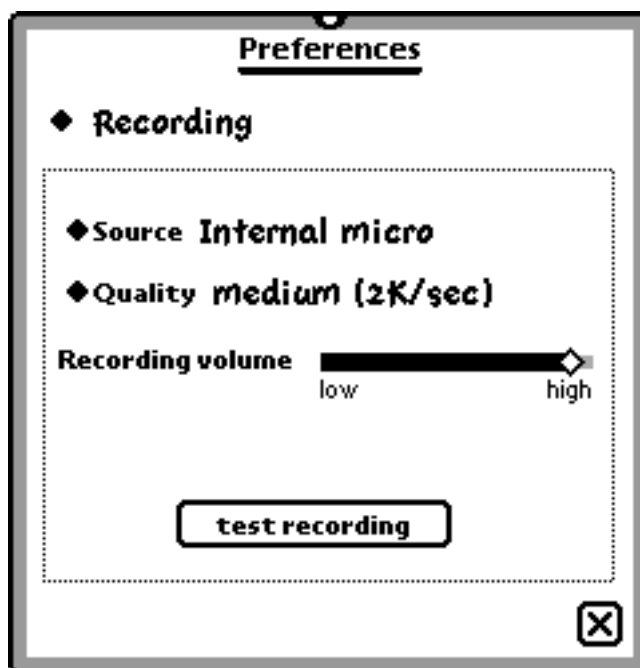 Preferences
Recording
Source Internal micro
Quality medium (2K/sec)
Recording volume
low high
test recording